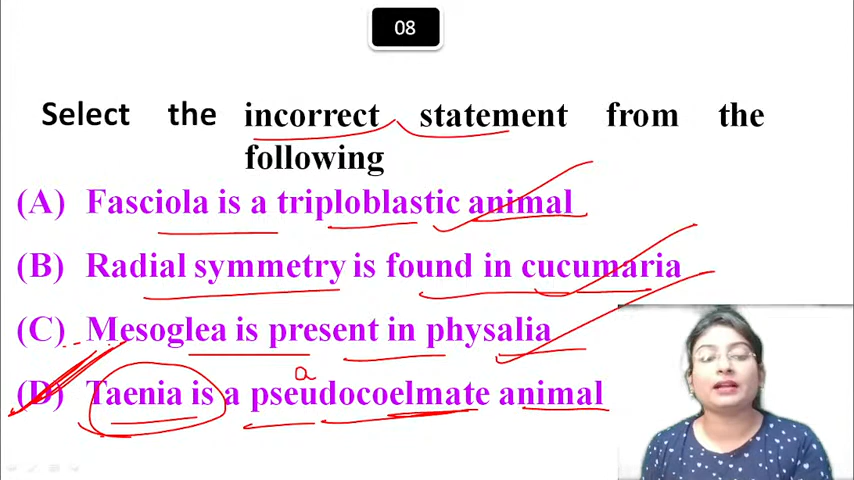 08
Select the incorrect statement from the
following
(A) Fasciola is a triploblastic animal
(B) Radial symmetry is found in cucumaria
(C) Mesoglea is present in physalia
a
(D) Taenia is a pseudocoelmate animal